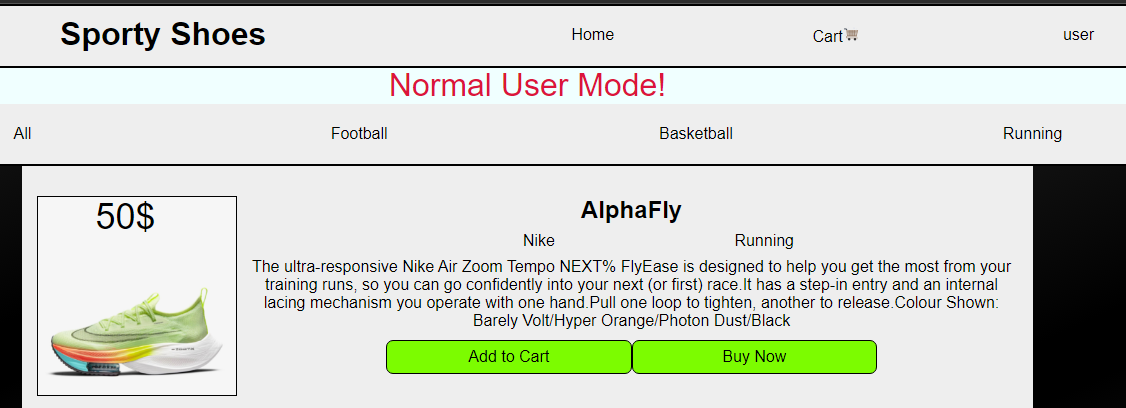 Sporty Shoes
Home
Cart
user
Normal User Mode!
All
Football
Basketball
Running
50$
AlphaFly
Nike
Running
The ultra-responsive Nike Air Zoom Tempo NEXT% FlyEase is designed to help you get the most from your
training runs, so you can go confidently into your next (or first) race.It has a step-in entry and an internal
lacing mechanism you operate with one hand.Pull one loop to tighten, another to release.Colour Shown:
Barely Volt/Hyper Orange/Photon Dust/Black
Add to Cart
Buy Now